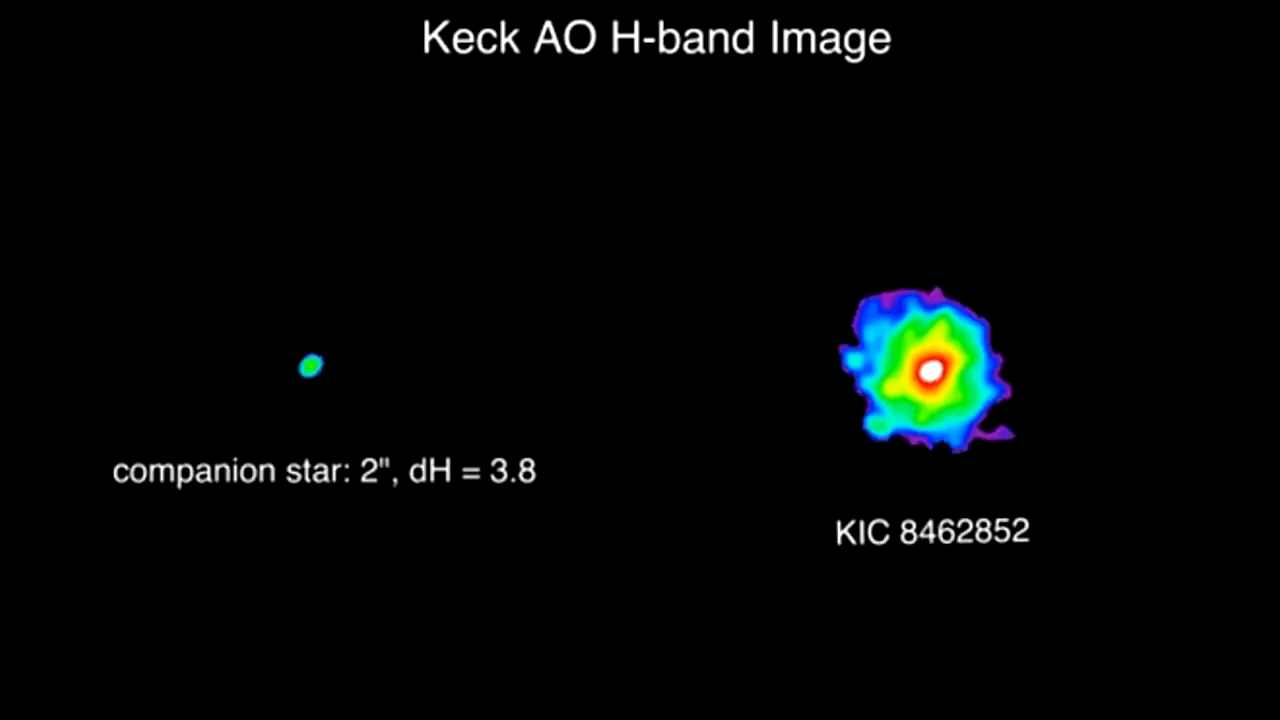 Keck AO H-band Image
companion star: 2", dH = 3.8
KIC 8462852